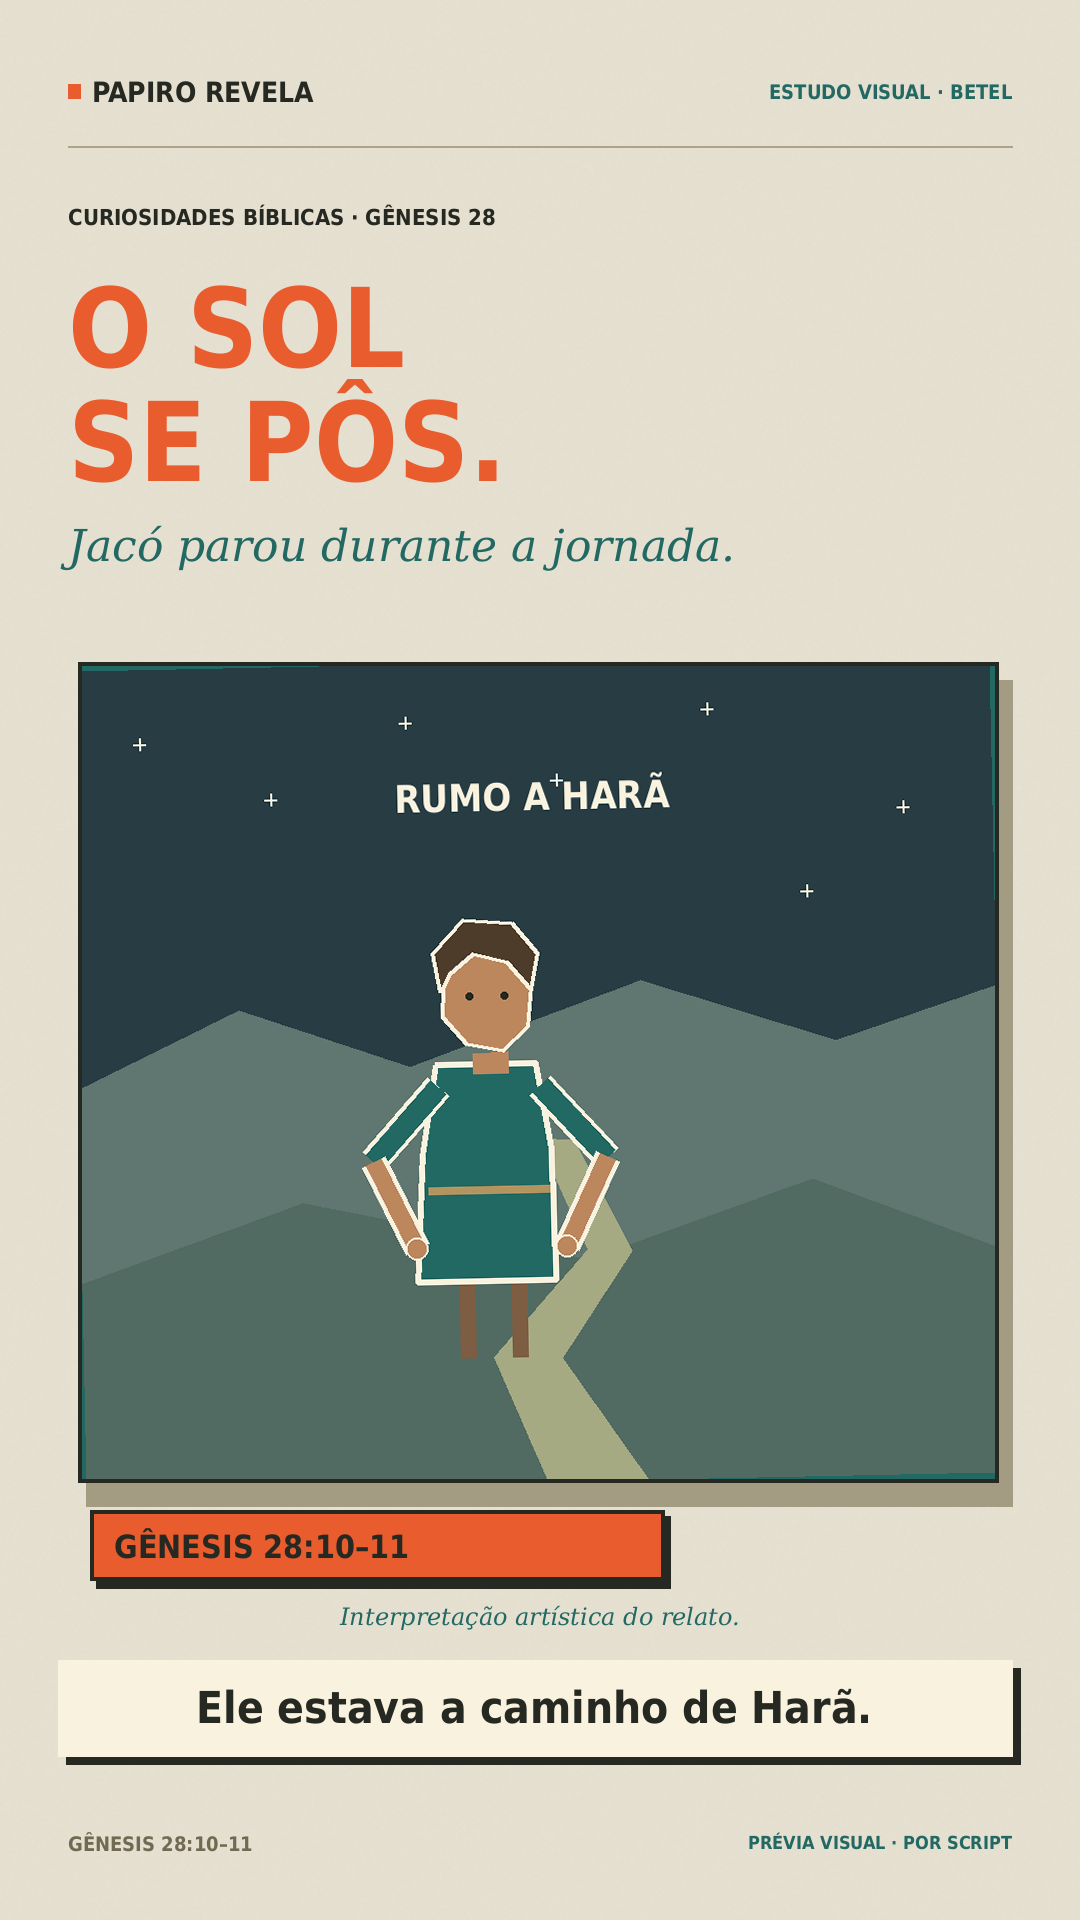 PAPIRO REVELA
ESTUDO VISUAL · BETEL
CURIOSIDADES BÍBLICAS · GÊNESIS 28
O SOL
SE PÔS.
Jacó parou durante a jornada.
RUMO A HARÃ
GÊNESIS 28:10–11
Interpretação artística do relato.
Ele estava a caminho de Harã.
GÊNESIS 28:10–11
PRÉVIA VISUAL · POR SCRIPT